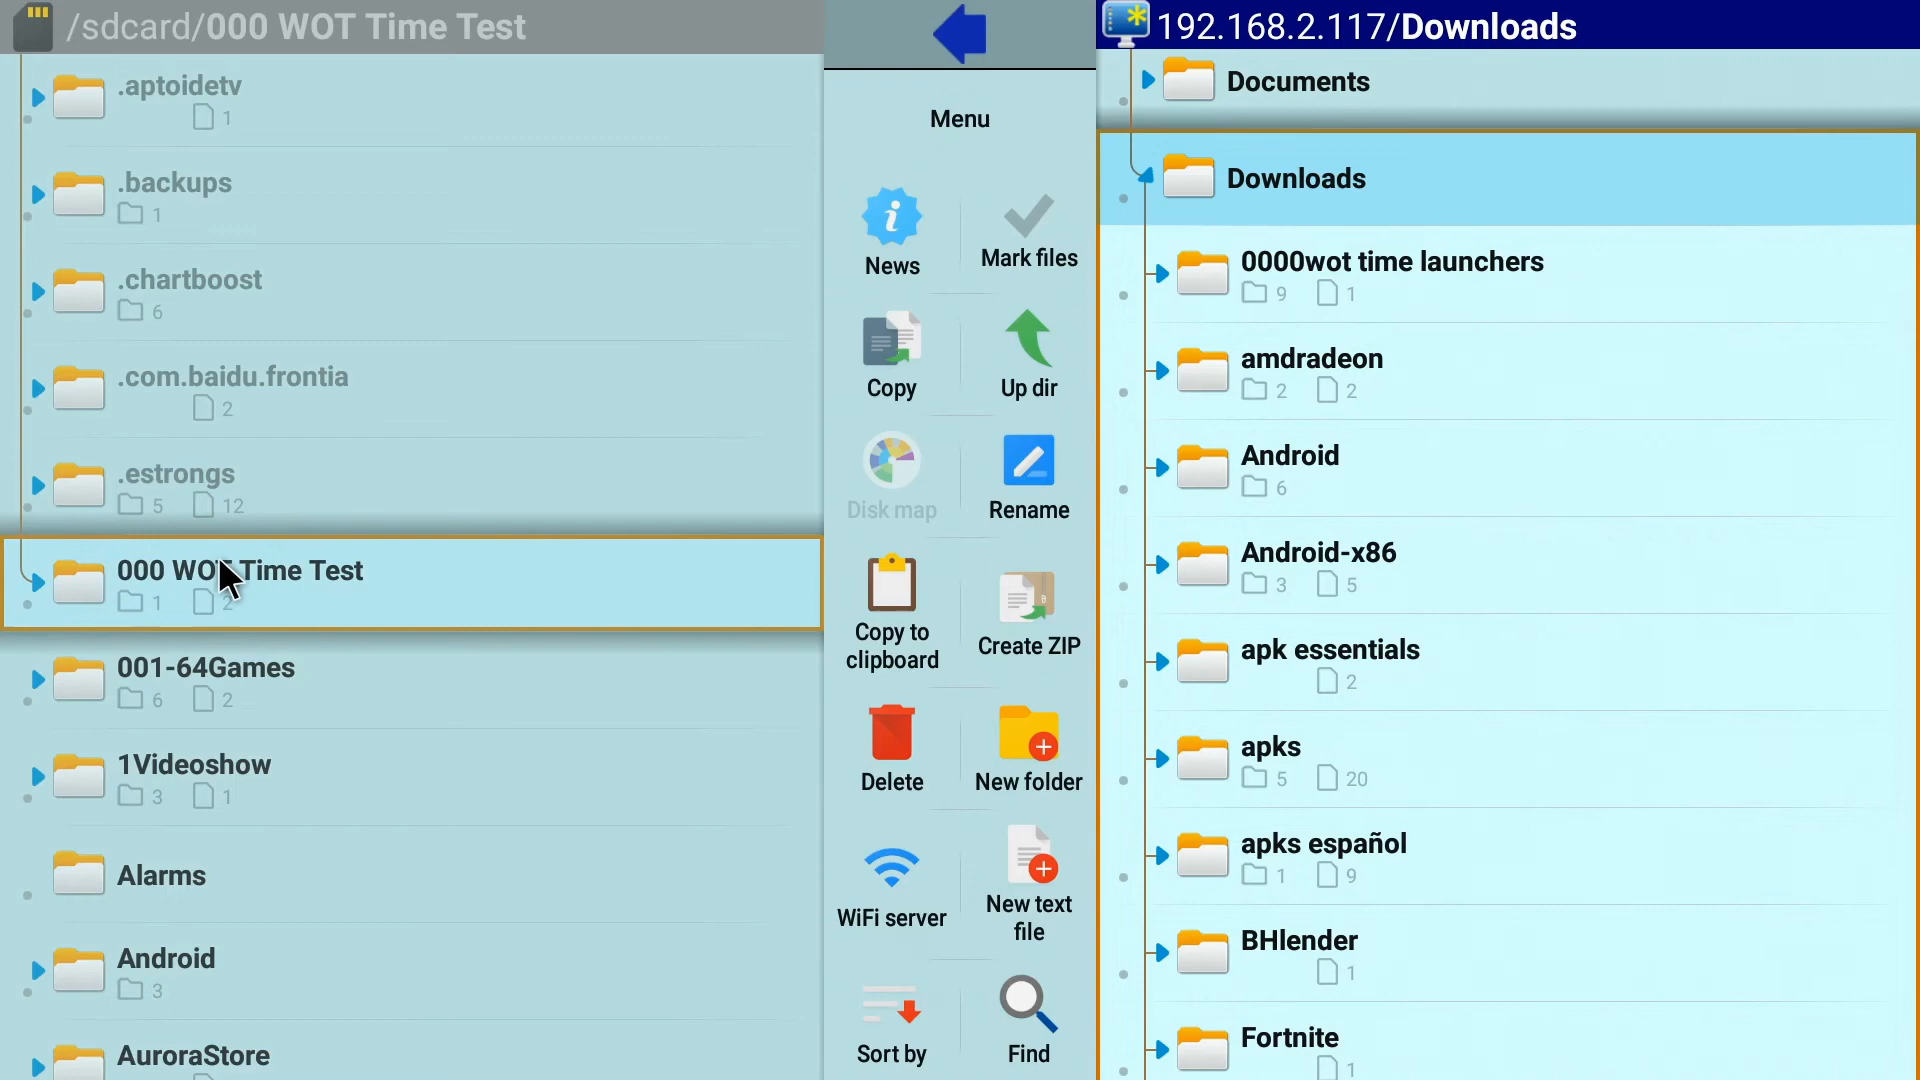 /sdcard/000 WOT Time Test
.aptoidetv
1
.backups
1
.chartboost
6
.com.baidu.frontia
2
.estrongs
5 12
000 WOT Time Test
1 2
001-64Games
6 2
1Videoshow
3 1
Alarms
Android
3
AuroraStore
Menu
News
Mark files
Copy
Up dir
Disk map
Rename
Copy to
clipboard
Create ZIP
Delete
New folder
WiFi server
New text
file
Sort by
Find
192.168.2.117/Downloads
Documents
Downloads
0000wot time launchers
9 1
amdradeon
2 2
Android
6
Android-x86
3 5
apk essentials
2
apks
5 20
apks español
1 9
BHlender
1
Fortnite
1